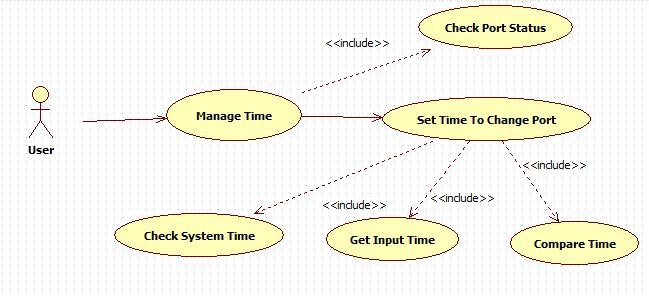 Check Port Status
<<include>>
Manage Time
Set Time To Change Port
User
<<include>>
<<include>>
<<include>>
Check System Time
Get Input Time
Compare Time